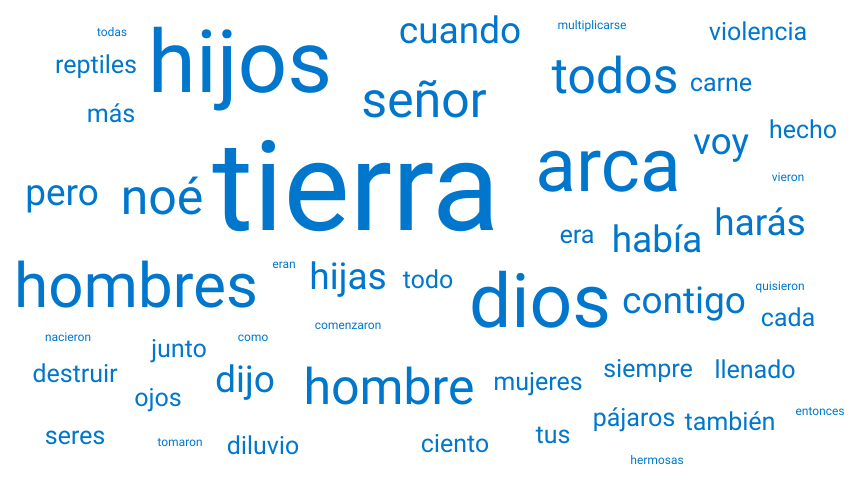 todas
hijos
cuando
multiplicarse
violencia
reptiles
todos
carne
más
señor
tierra
arca
voy
hecho
vieron
pero
noé
era
había
harás
hombres
eran
hijas
todo
dios
contigo
quisieron
cada
nacieron
junto
como
comenzaron
destruir
ojos
dijo
hombre
mujeres
siempre
llenado
seres
tomaron
diluvio
ciento
tus
pájaros
también
entonces
hermosas